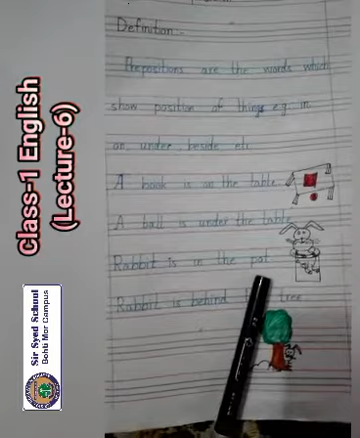 Class-1 English
(Lecture-6)
Sir Syed School
Bohti Mor Campus
Definition:-
Prepositions are the words which
show position of things e.g in,
on, under beside etc
A book is on the table.
A ball is under the table
Rabbit is in the pot
Rabbit is behind tree